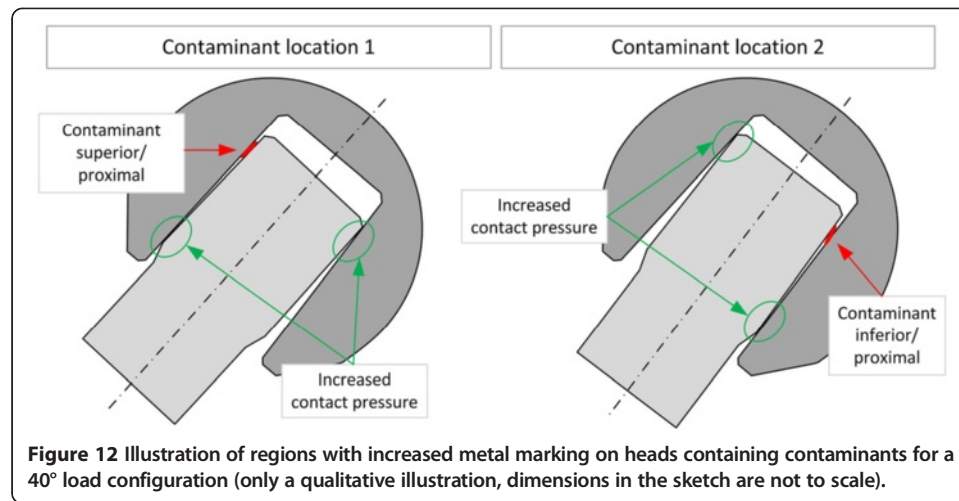 Contaminant location 1
Contaminant location 2
Contaminant
superior/
proximal
Increased
contact pressure
Increased
contact pressure
Contaminant
inferior/
proximal
Figure 12 Illustration of regions with increased metal marking on heads containing contaminants for a
40° load configuration (only a qualitative illustration, dimensions in the sketch are not to scale).